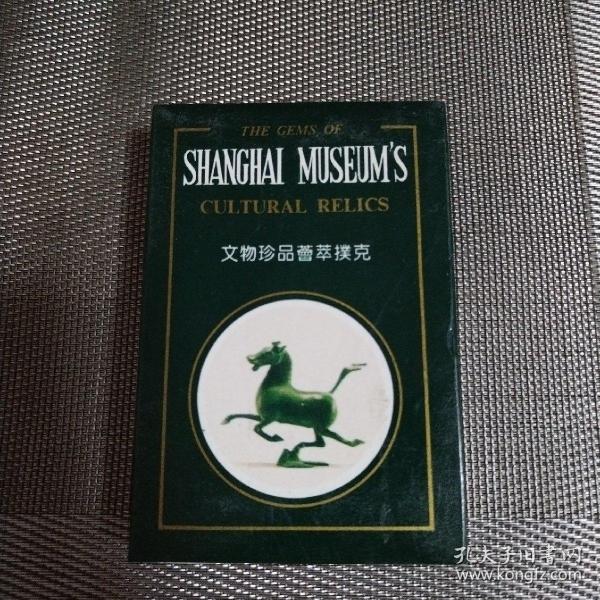 THE GEMS OF
SHANGHAI MUSEUM'S
CULTURAL RELICS
文物珍品薈萃撲克
孔夫子旧书网
www.kongfz.com